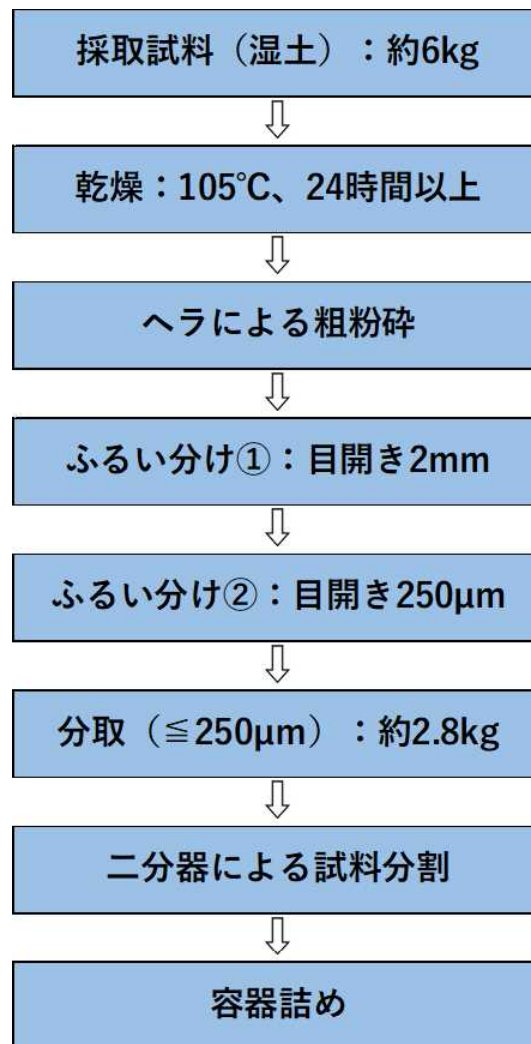 採取試料（湿土）：約6kg
乾燥：105℃、24時間以上
ヘラによる粗粉砕
ふるい分け①：目開き2mm
ふるい分け②：目開き250μm
分取（≦250μm）：約2.8kg
二分器による試料分割
容器詰め